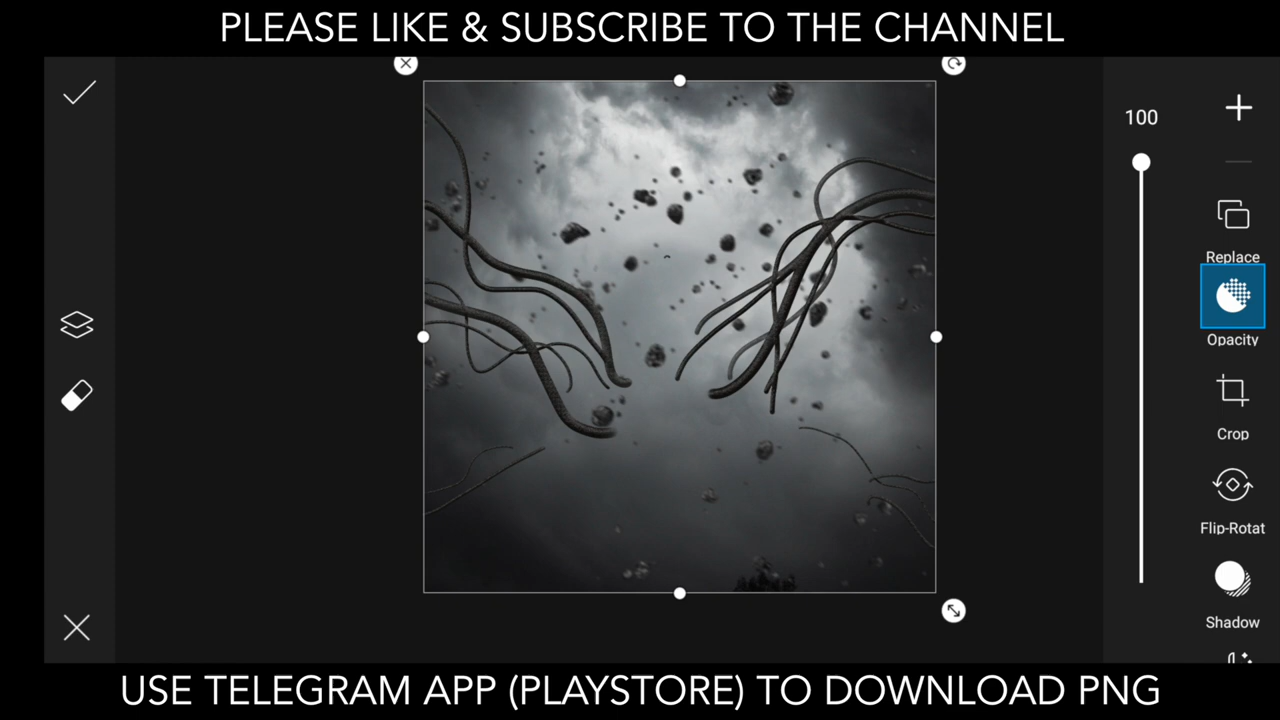 PLEASE LIKE & SUBSCRIBE TO THE CHANNEL
100
Replace
Opacity
Crop
Flip-Rotat
Shadow
USE TELEGRAM APP (PLAYSTORE) TO DOWNLOAD PNG